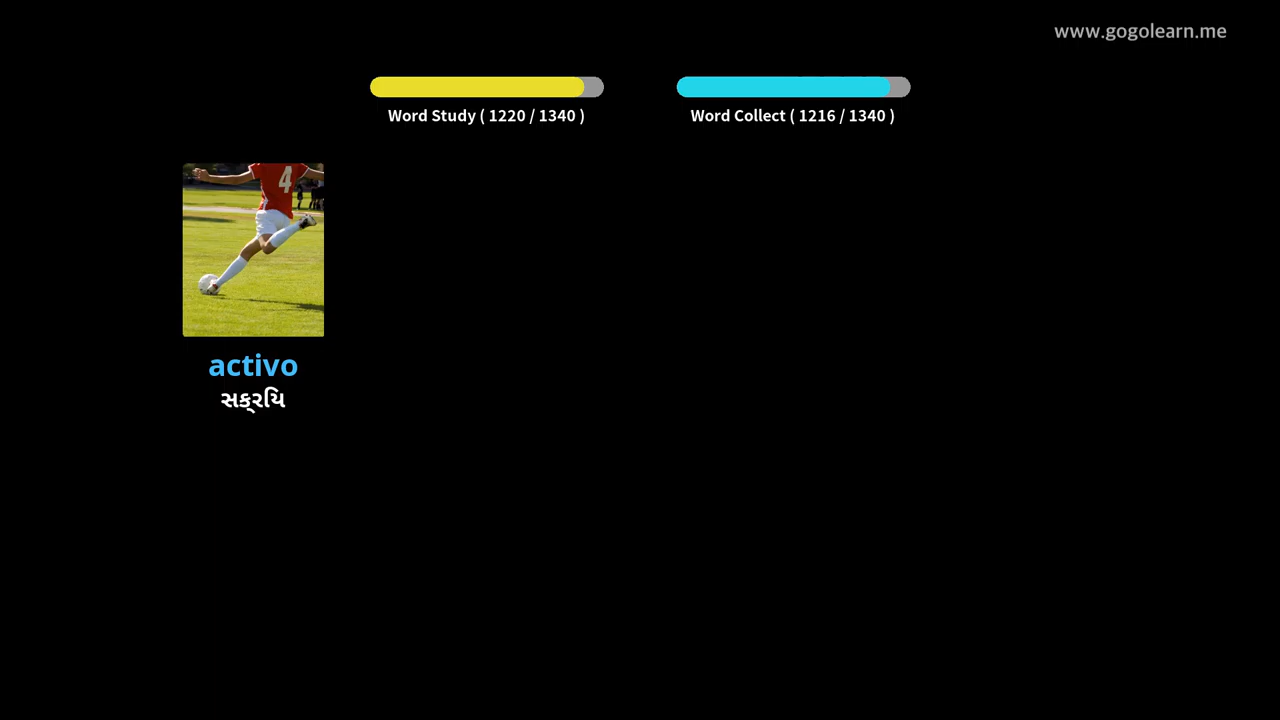 www.gogolearn.me
Word Study ( 1220 / 1340 )
Word Collect ( 1216 / 1340 )
4
activo
સક્રિય